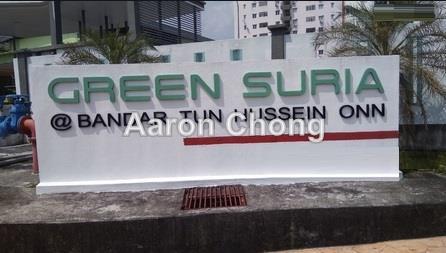 GREEN SURIA
@ BANDAR TUN HUSSEIN ONN
Aaron Chong